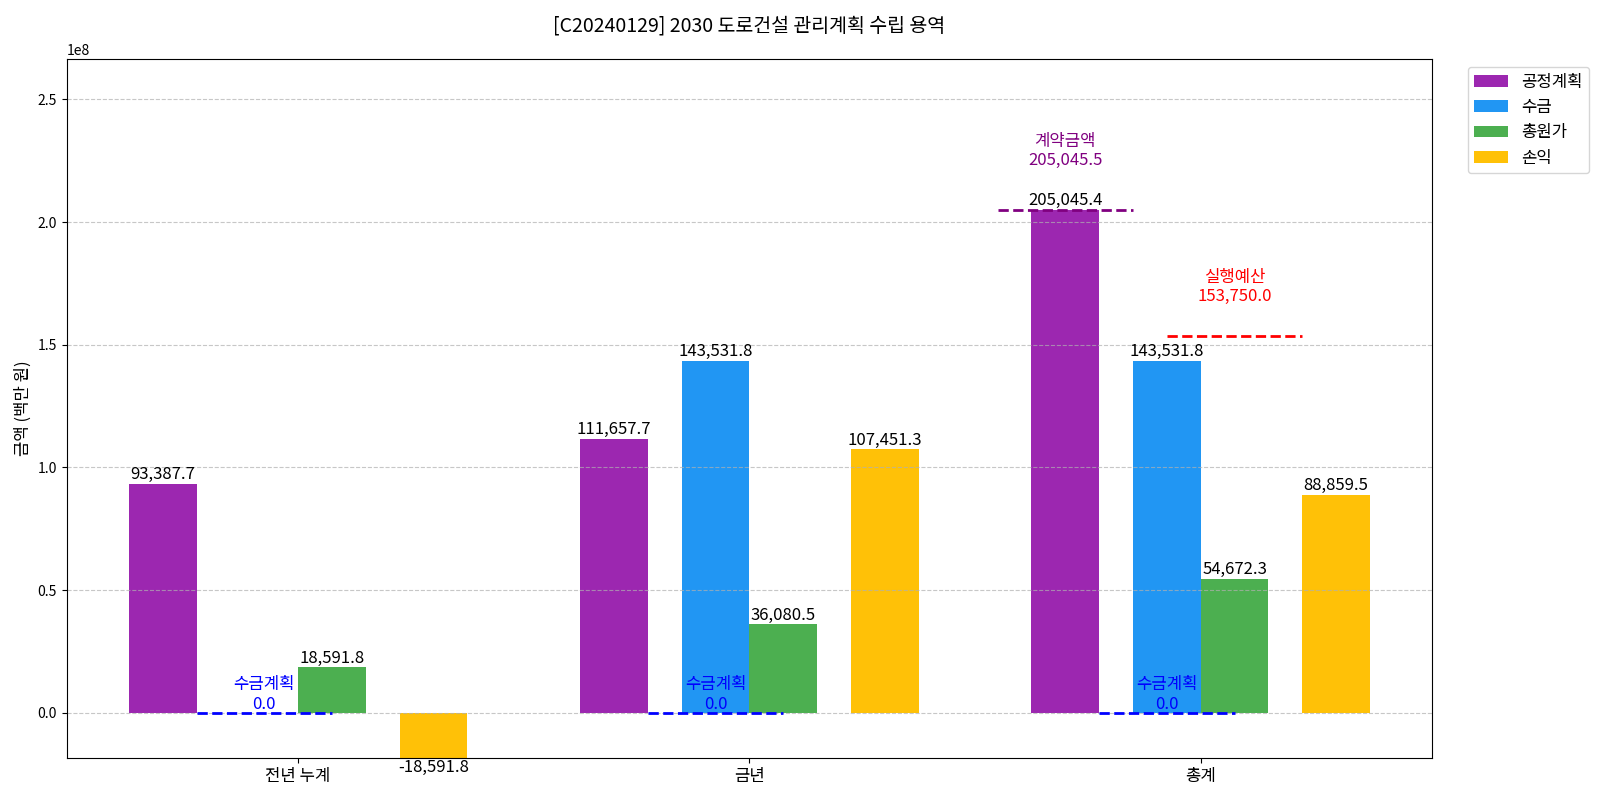 [C20240129] 2030 도로건설 관리계획 수립 용역
1e8
공정계획
수금
총원가
손익
금액 (백만 원)
2.5
2.0
1.5
1.0
0.5
0.0
계약금액
205,045.5
205,045.4
실행예산
153,750.0
143,531.8
143,531.8
111,657.7
107,451.3
93,387.7
88,859.5
54,672.3
36,080.5
18,591.8
수금계획
0.0
수금계획
0.0
수금계획
0.0
-18,591.8
전년 누계
금년
총계